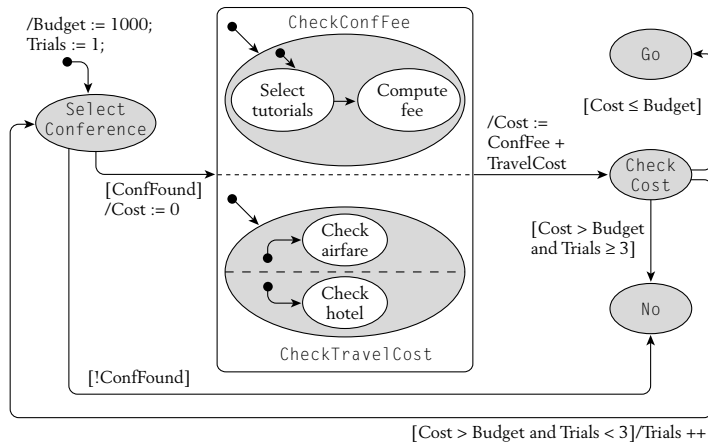 /Budget := 1000;
Trials := 1;
Select
Conference
[ConfFound]
/Cost := 0
CheckConfFee
Select
tutorials
Compute
fee
Check
airfare
Check
hotel
CheckTravelCost
/Cost :=
ConfFee +
TravelCost
Go
[Cost ≤ Budget]
Check
Cost
[Cost > Budget
and Trials ≥ 3]
No
[!ConfFound]
[Cost > Budget and Trials < 3]/Trials ++